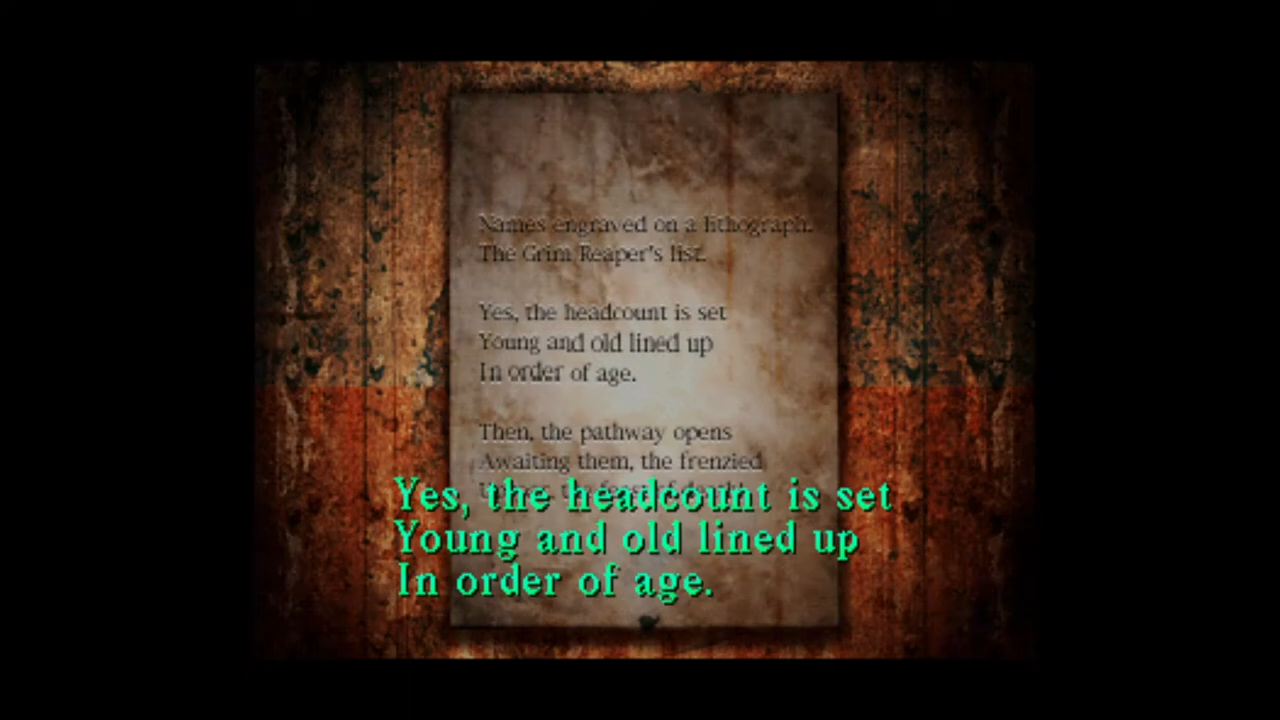 Names engraved on a lithograph.
The Grim Reaper's list.
Yes, the headcount is set
Young and old lined up
In order of age.
Then, the pathway opens
Awaiting them, the frenzied
Yes, the headcount is set
Young and old lined up
In order of age.